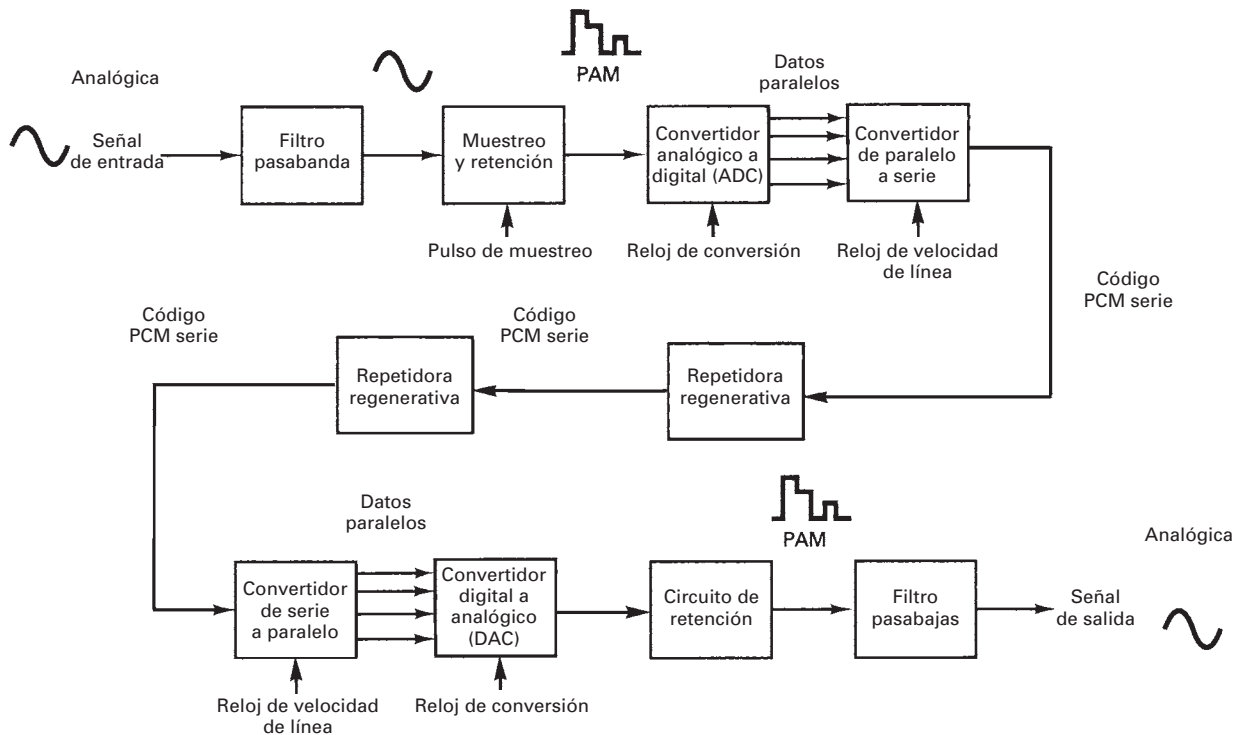 Analógica
Señal
de entrada
Filtro
pasabanda
Muestreo
y retención
Pulso de muestreo
PAM
Convertidor
analógico a
digital (ADC)
Reloj de conversión
Datos
paralelos
Convertidor
de paralelo
a serie
Reloj de velocidad
de línea
Código
PCM serie
Repetidora
regenerativa
Código
PCM serie
Repetidora
regenerativa
Código
PCM serie
Convertidor
de serie
a paralelo
Reloj de velocidad
de línea
Datos
paralelos
Convertidor
digital a
analógico
(DAC)
Reloj de conversión
Circuito de
retención
PAM
Filtro
pasabajas
Señal
de salida
Analógica